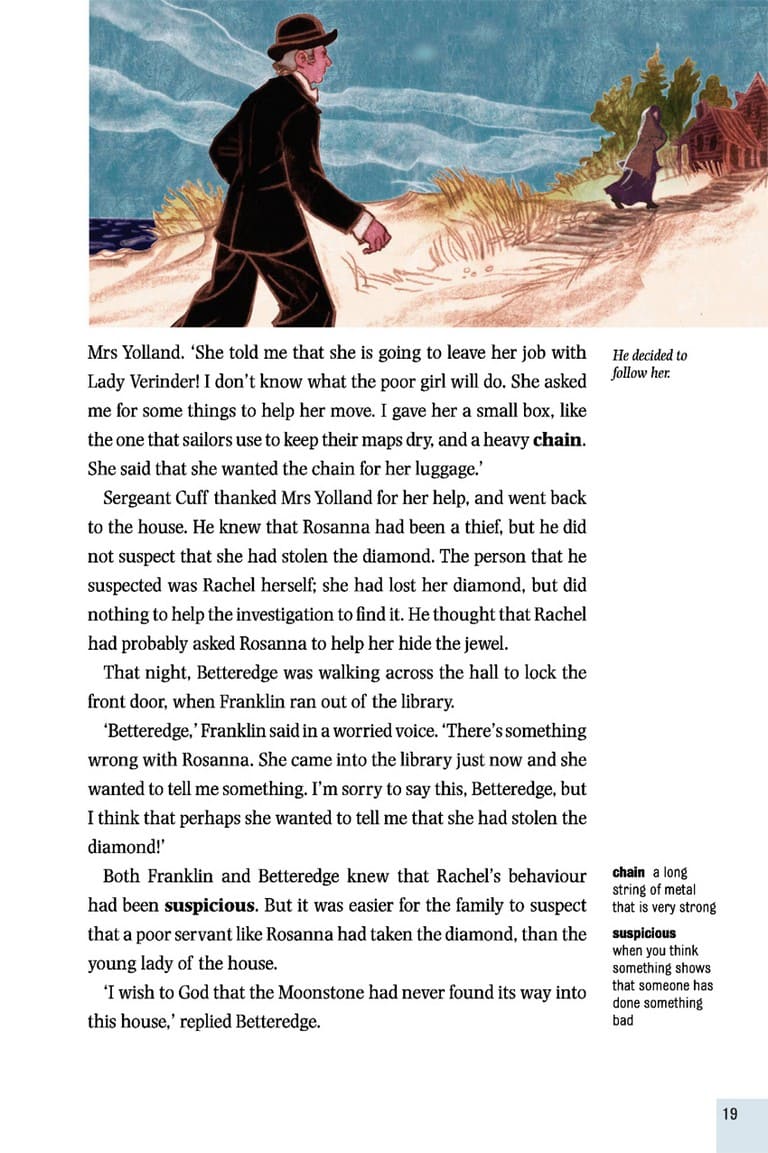 Mrs Yolland. ‘She told me that she is going to leave her job with
Lady Verinder! I don’t know what the poor girl will do. She asked
me for some things to help her move. I gave her a small box, like
the one that sailors use to keep their maps dry, and a heavy chain.
She said that she wanted the chain for her luggage.’
Sergeant Cuff thanked Mrs Yolland for her help, and went back
to the house. He knew that Rosanna had been a thief, but he did
not suspect that she had stolen the diamond. The person that he
suspected was Rachel herself; she had lost her diamond, but did
nothing to help the investigation to find it. He thought that Rachel
had probably asked Rosanna to help her hide the jewel.
That night, Betteredge was walking across the hall to lock the
front door, when Franklin ran out of the library.
‘Betteredge,’ Franklin said in a worried voice. ‘There’s something
wrong with Rosanna. She came into the library just now and she
wanted to tell me something. I’m sorry to say this, Betteredge, but
I think that perhaps she wanted to tell me that she had stolen the
diamond!’
Both Franklin and Betteredge knew that Rachel’s behaviour
had been suspicious. But it was easier for the family to suspect
that a poor servant like Rosanna had taken the diamond, than the
young lady of the house.
‘I wish to God that the Moonstone had never found its way into
this house,’ replied Betteredge.
He decided to
follow her.
chain a long
string of metal
that is very strong
suspicious
when you think
something shows
that someone has
done something
bad
19